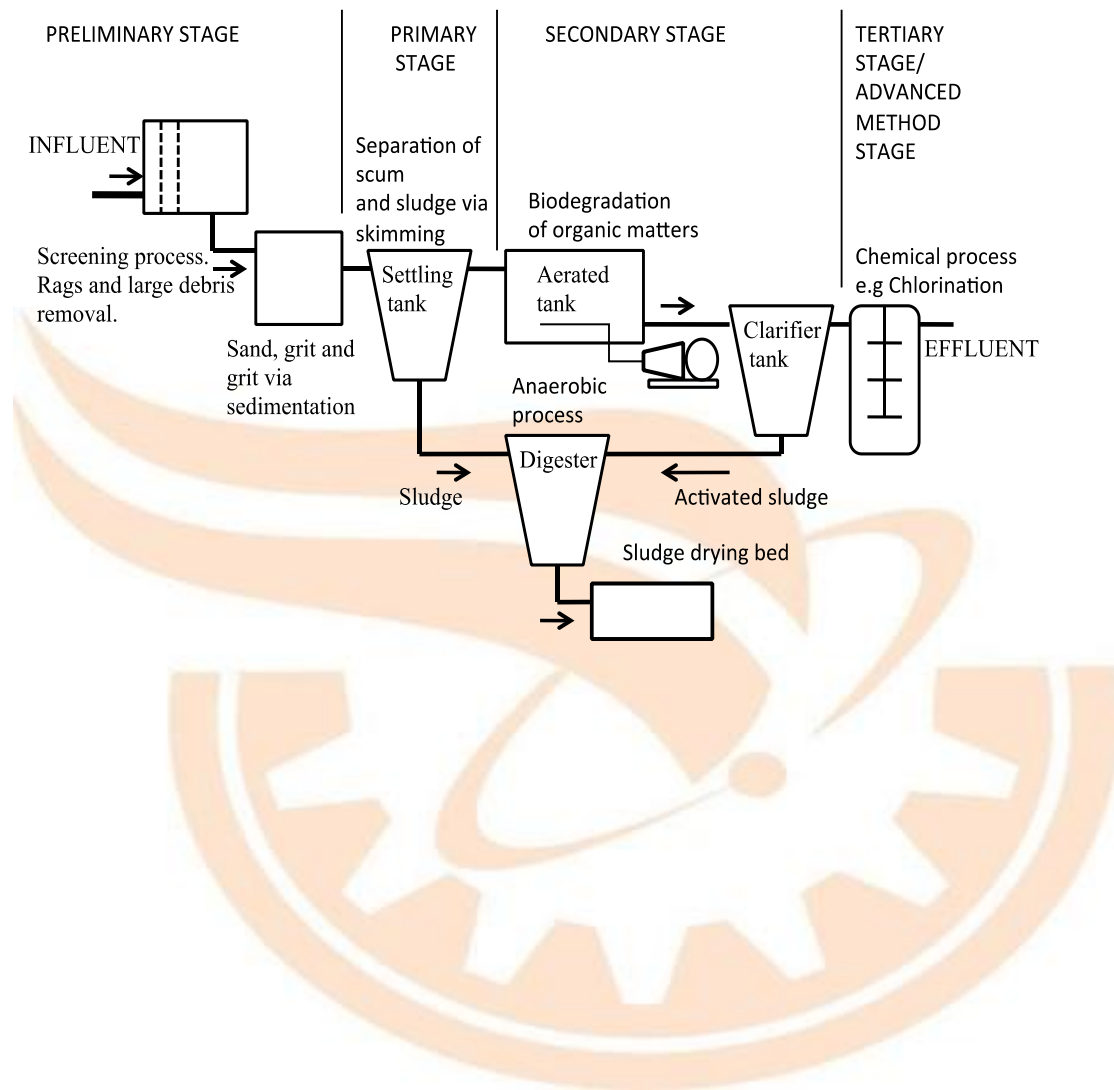 PRELIMINARY STAGE
PRIMARY
STAGE
SECONDARY STAGE
TERTIARY
STAGE/
ADVANCED
METHOD
STAGE
INFLUENT
Screening process.
Rags and large debris
removal.
Sand, grit and
grit via
sedimentation
Separation of
scum
and sludge via
skimming
Settling
tank
Biodegradation
of organic matters
Aerated
tank
Clarifier
tank
Chemical process
e.g Chlorination
EFFLUENT
Anaerobic
process
Digester
Sludge
Activated sludge
Sludge drying bed